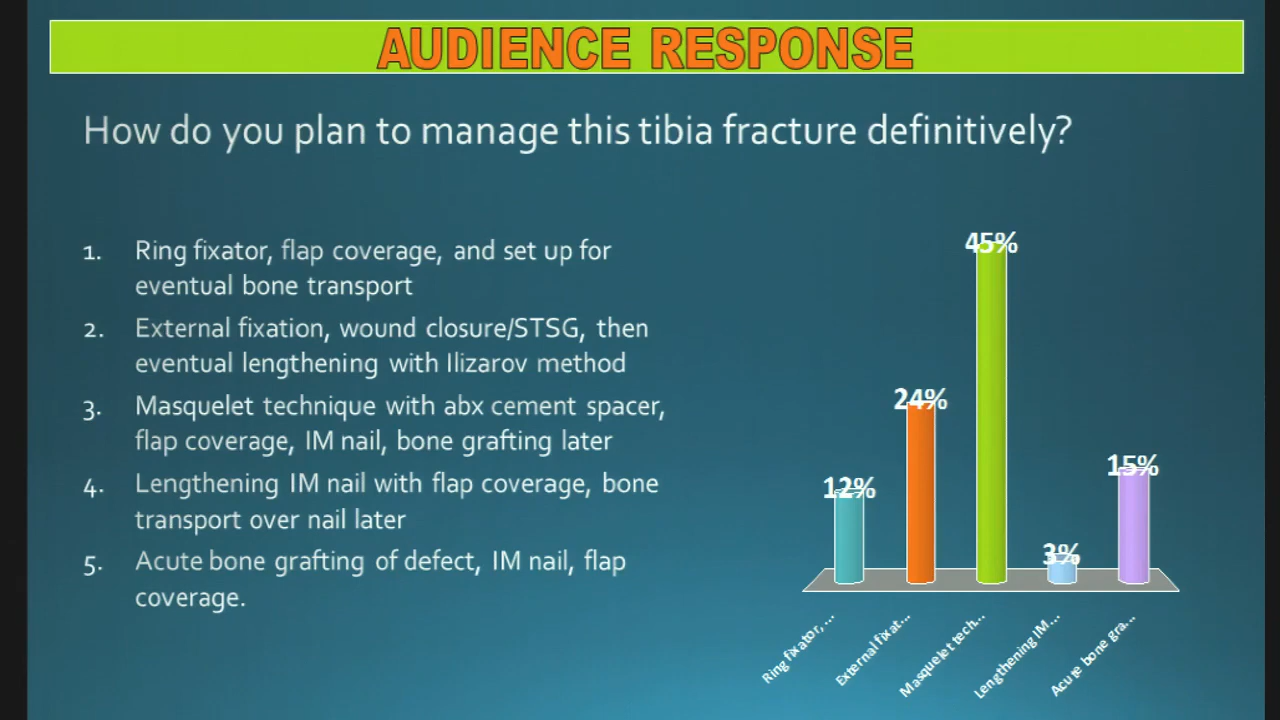 AUDIENCE RESPONSE
How do you plan to manage this tibia fracture definitively?
1. Ring fixator, flap coverage, and set up for
eventual bone transport
2. External fixation, wound closure/STSG, then
eventual lengthening with Ilizarov method
3. Masquelet technique with abx cement spacer,
flap coverage, IM nail, bone grafting later
4. Lengthening IM nail with flap coverage, bone
transport over nail later
5. Acute bone grafting of defect, IM nail, flap
coverage.
12%
24%
45%
3%
15%
Ring fixator, ...
External fixat...
Masquelet tech...
Lengthening IM...
Acute bone gra...